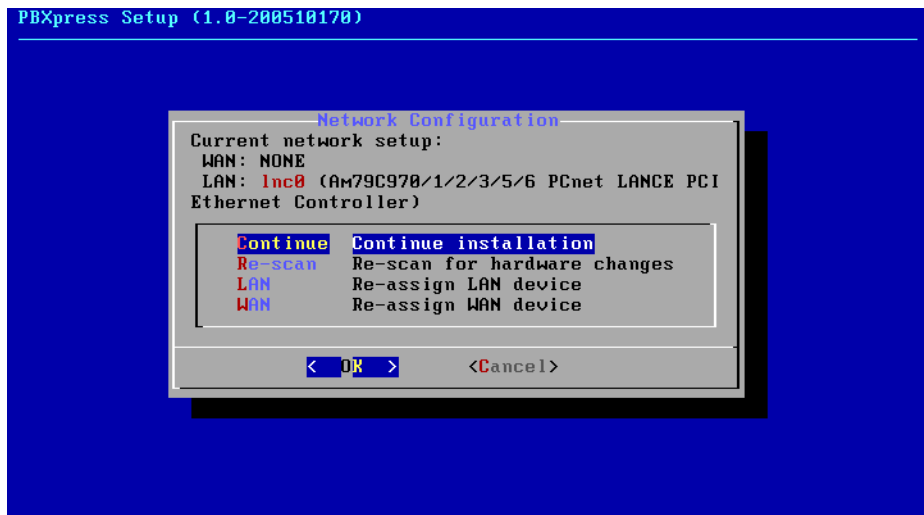 PBXpress Setup (1.0-200510170)
Network Configuration
Current network setup:
WAN: NONE
LAN: lnc0 (Am79C970/1/2/3/5/6 PCnet LANCE PCI
Ethernet Controller)
Continue Continue installation
Re-scan Re-scan for hardware changes
LAN Re-assign LAN device
WAN Re-assign WAN device
< OK > <Cancel>